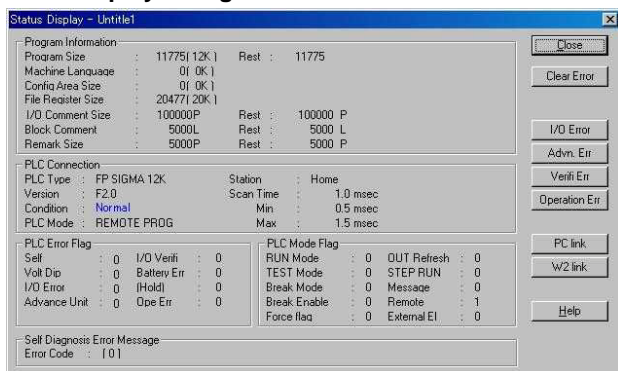 Status Display - Untitle1
Program Information
Program Size : 11775( 12K ) Rest : 11775
Machine Language : 0( 0K )
Config Area Size : 0( 0K )
File Register Size : 20477( 20K )
I/O Comment Size : 100000P Rest : 100000 P
Block Comment : 5000L Rest : 5000 L
Remark Size : 5000P Rest : 5000 P
PLC Connection
PLC Type : FP SIGMA 12K Station : Home
Version : F2.0 Scan Time : 1.0 msec
Condition : Normal Min : 0.5 msec
PLC Mode : REMOTE PROG Max : 1.5 msec
PLC Error Flag
Self : 0 I/O Verifi : 0
Volt Dip : 0 Battery Err : 0
I/O Error : 0 (Hold) : 0
Advance Unit : 0 Ope Err : 0
PLC Mode Flag
RUN Mode : 0 OUT Refresh : 0
TEST Mode : 0 STEP RUN : 0
Break Mode : 0 Message : 0
Break Enable : 0 Remote : 1
Force flag : 0 External EI : 0
Self Diagnosis Error Message
Error Code : [ 0 ]
Close
Clear Error
I/O Error
Advn. Err
Verifi Err
Operation Err
PC link
W2 link
Help